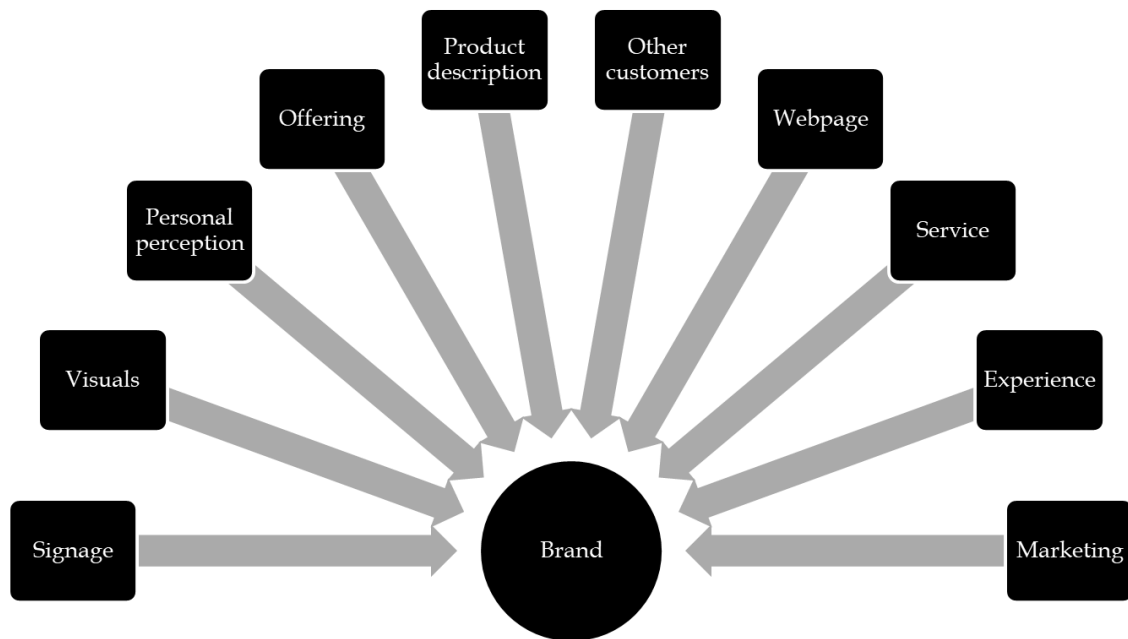 Product
description
Other
customers
Offering
Webpage
Personal
perception
Service
Visuals
Experience
Signage
Brand
Marketing